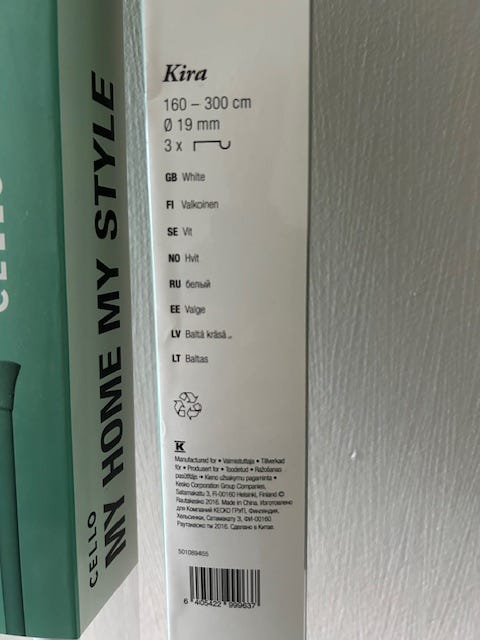 CELLO
MY HOME MY STYLE
Kira
160 – 300 cm
Ø 19 mm
3 x
GB White
FI Valkoinen
SE Vit
NO Hvit
RU белый
EE Valge
LV Baltā krāsā
LT Baltas
K
Manufactured for • Valmistuttaja • Tillverkad
för • Produsert for • Toodetud • Ražošanas
pasūtītājs • Kieno užsakymu pagaminta •
Kesko Corporation Group Companies,
Satamakatu 3, FI-00160 Helsinki, Finland ©
Rautakesko 2016. Made in China. Изготовлено
для Компаний КЕСКО ГРУП, Финляндия,
Хельсинки, Сатамакату 3, ФИ-00160
Раутакеско ты 2016. Сделано в Китае.
501089455
6 405422 999637